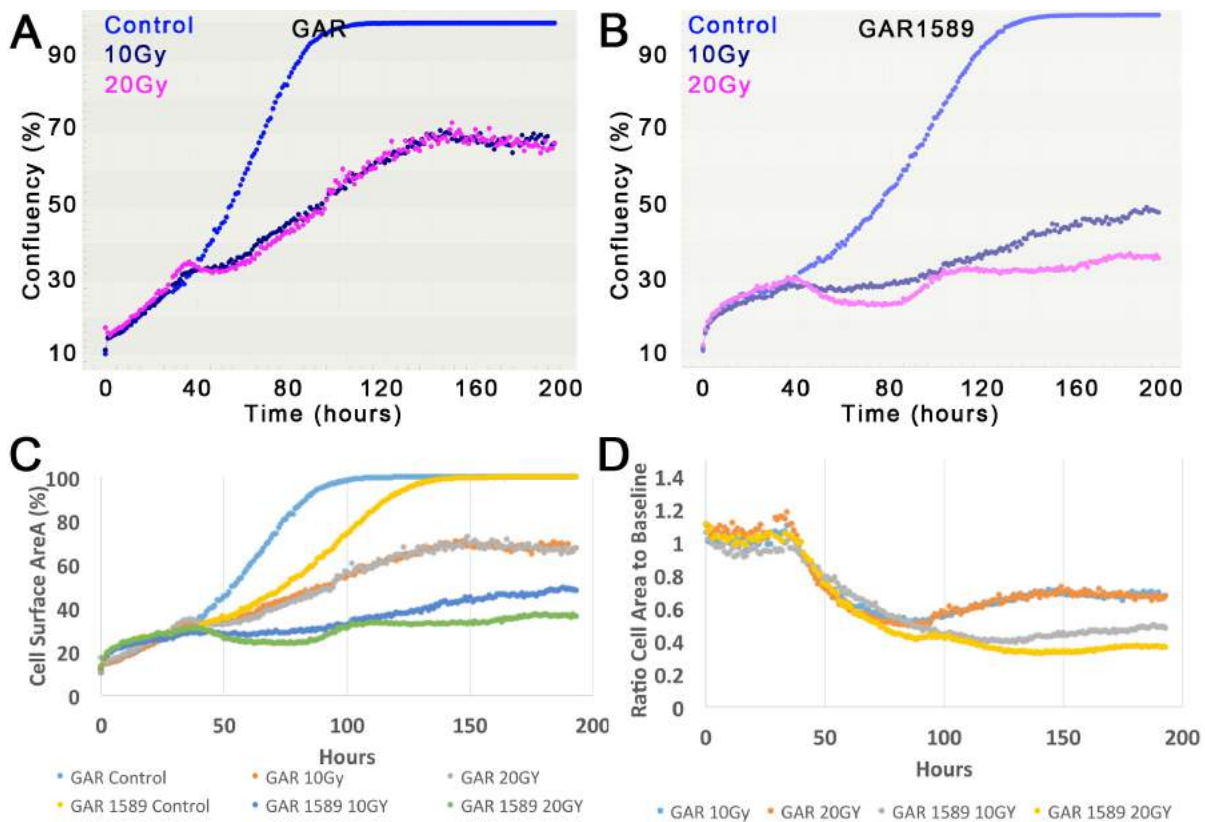 A
Control
10Gy
20Gy
GAR
Confluency (%)
90
70
50
30
10
0 40 80 120 160 200
Time (hours)
B
Control
10Gy
20Gy
GAR1589
Confluency (%)
90
70
50
30
10
0 40 80 120 160 200
Time (hours)
C
Cell Surface AreA (%)
100
80
60
40
20
0
0 50 100 150 200
Hours
GAR Control GAR 10Gy GAR 20GY
GAR 1589 Control GAR 1589 10GY GAR 1589 20GY
D
Ratio Cell Area to Baseline
1.4
1.2
1
0.8
0.6
0.4
0.2
0
0 50 100 150 200
Hours
GAR 10Gy GAR 20GY GAR 1589 10GY GAR 1589 20GY